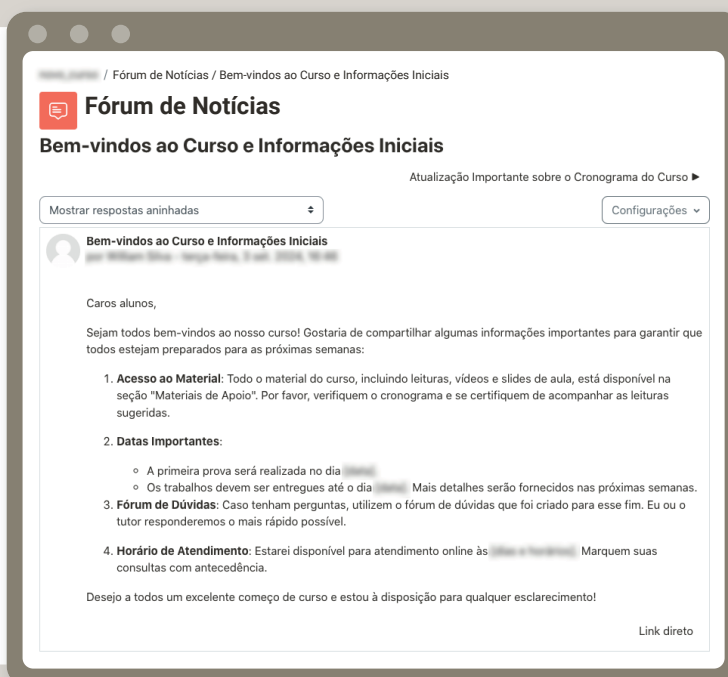 / Fórum de Notícias / Bem-vindos ao Curso e Informações Iniciais
Fórum de Notícias
Bem-vindos ao Curso e Informações Iniciais
Atualização Importante sobre o Cronograma do Curso ►
Mostrar respostas aninhadas
Configurações
Bem-vindos ao Curso e Informações Iniciais
Caros alunos,
Sejam todos bem-vindos ao nosso curso! Gostaria de compartilhar algumas informações importantes para garantir que
todos estejam preparados para as próximas semanas:
1. Acesso ao Material: Todo o material do curso, incluindo leituras, vídeos e slides de aula, está disponível na
seção "Materiais de Apoio". Por favor, verifiquem o cronograma e se certifiquem de acompanhar as leituras
sugeridas.
2. Datas Importantes:
◦ A primeira prova será realizada no dia
◦ Os trabalhos devem ser entregues até o dia Mais detalhes serão fornecidos nas próximas semanas.
3. Fórum de Dúvidas: Caso tenham perguntas, utilizem o fórum de dúvidas que foi criado para esse fim. Eu ou o
tutor responderemos o mais rápido possível.
4. Horário de Atendimento: Estarei disponível para atendimento online às Marquem suas
consultas com antecedência.
Desejo a todos um excelente começo de curso e estou à disposição para qualquer esclarecimento!
Link direto